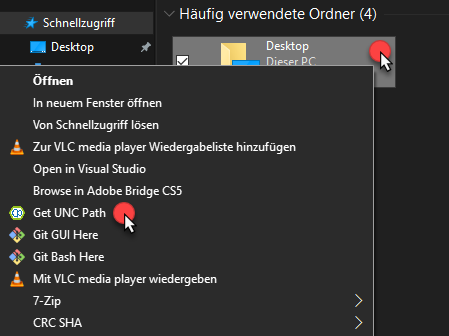 Schnellzugriff
Desktop
Häufig verwendete Ordner (4)
Desktop
Dieser PC
Öffnen
In neuem Fenster öffnen
Von Schnellzugriff lösen
Zur VLC media player Wiedergabeliste hinzufügen
Open in Visual Studio
Browse in Adobe Bridge CS5
Get UNC Path
Git GUI Here
Git Bash Here
Mit VLC media player wiedergeben
7-Zip
CRC SHA